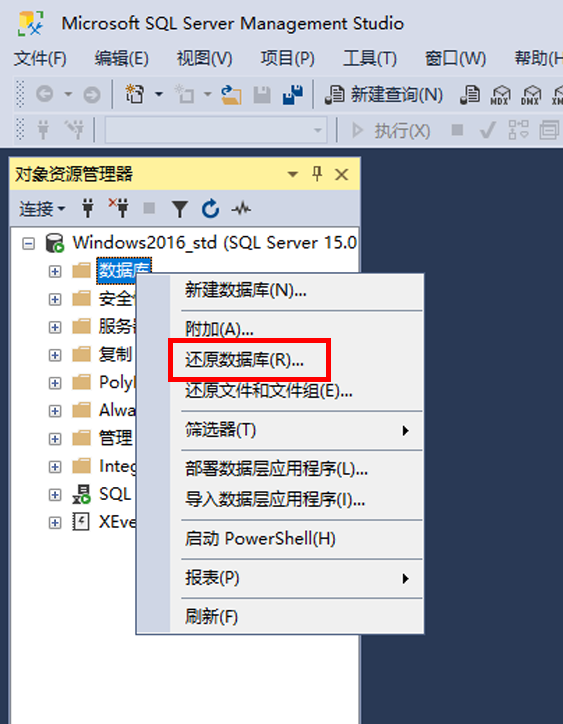 Microsoft SQL Server Management Studio
文件(F) 编辑(E) 视图(V) 项目(P) 工具(T) 窗口(W) 帮助(H
新建查询(N) MDX DMX XM
执行(X)
对象资源管理器
连接
Windows2016_std (SQL Server 15.0
数据库
新建数据库(N)...
安全
服务器
附加(A)...
复制
还原数据库(R)...
Poly
还原文件和文件组(E)...
Alwa
筛选器(T)
管理
Integ
部署数据层应用程序(L)...
SQL
导入数据层应用程序(I)...
XEve
启动 PowerShell(H)
报表(P)
刷新(F)